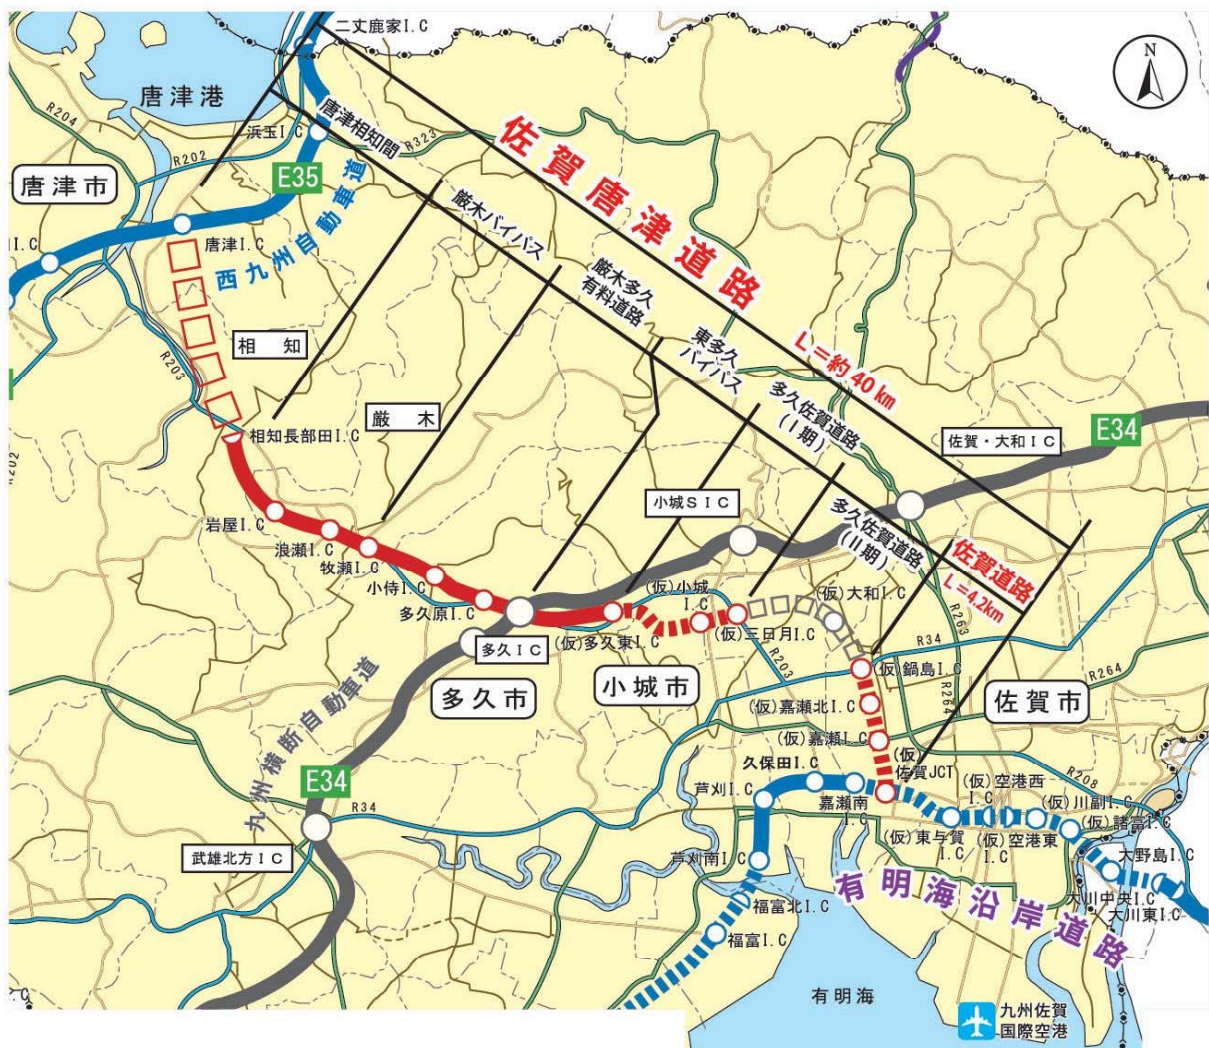 二丈鹿家I.C
N
唐津港
R204
R202
浜玉I.C
R323
唐津相知間
佐賀唐津道路
唐津市
E35
西九州自動車道
厳木バイパス
I.C
唐津I.C
厳木多久
有料道路
相知
R203
東多久
バイパス
L=約40km
厳木
多久佐賀道路
(Ⅰ期)
相知長部田I.C
佐賀・大和IC
E34
R202
小城SIC
多久佐賀道路
(Ⅱ期)
岩屋I.C
浪瀬I.C
牧瀬I.C
佐賀道路
L=4.2km
小侍I.C
多久原I.C
(仮)小城
I.C
(仮)大和I.C
R263
多久IC
(仮)多久東I.C
(仮)三日月I.C
R34
R203
(仮)鍋島I.C
R264
R264
多久市
小城市
佐賀市
九州横断自動車道
(仮)嘉瀬北I.C
(仮)嘉瀬I.C
(仮)
佐賀JCT
久保田I.C
E34
R34
芦刈I.C
嘉瀬南
I.C
(仮)空港西
I.C
R208
(仮)川副I.C
(仮)諸富I.C
(仮)東与賀
I.C
(仮)空港東
I.C
武雄北方IC
芦刈南I.C
大野島I.C
有明海沿岸道路
大川中央I.C
大川東I.C
福富北I.C
福富I.C
有明海
九州佐賀
国際空港